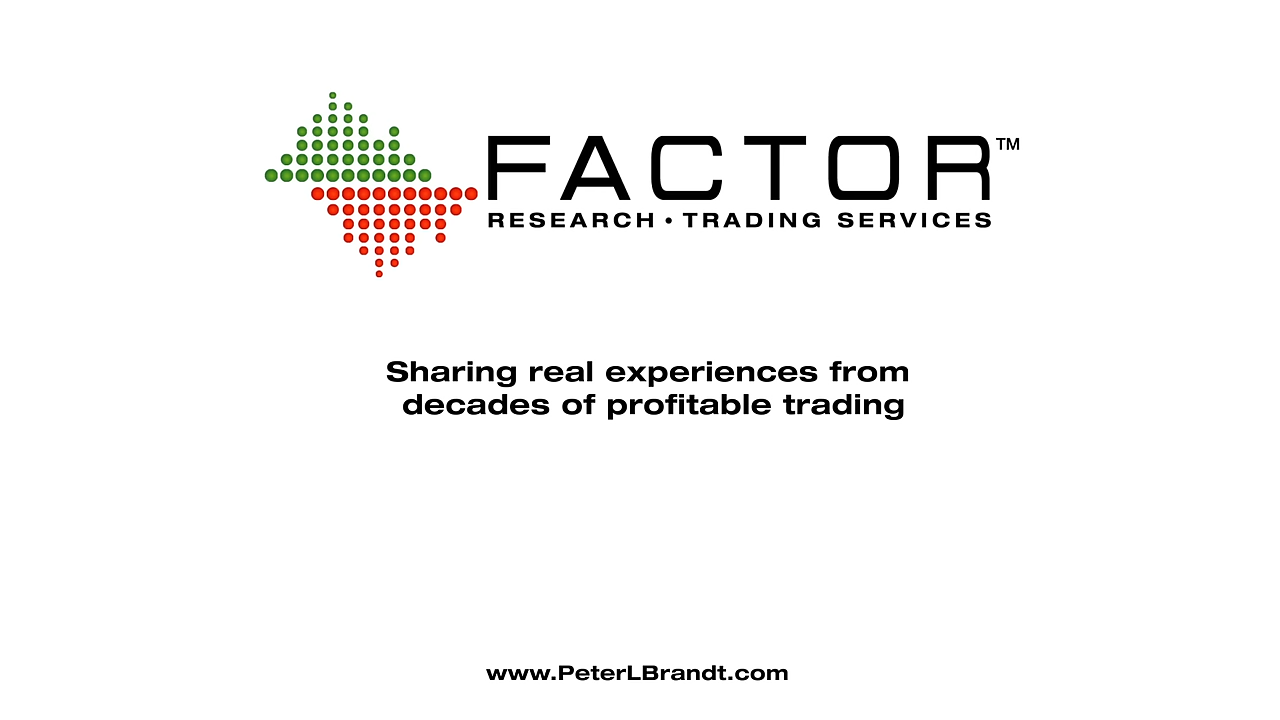 FACTOR™
RESEARCH • TRADING SERVICES
Sharing real experiences from
decades of profitable trading
www.PeterLBrandt.com